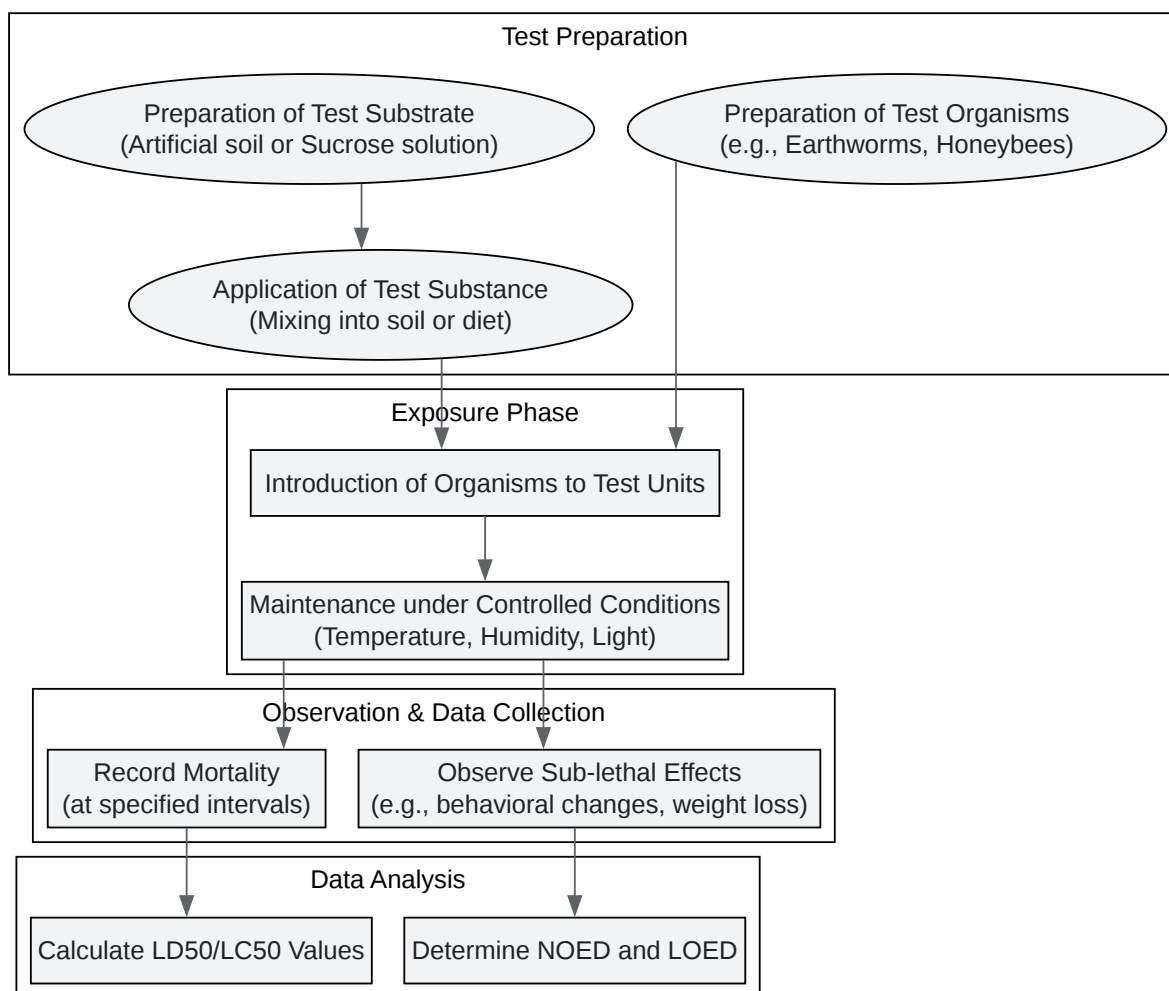 Test Preparation
Preparation of Test Substrate
(Artificial soil or Sucrose solution)
Preparation of Test Organisms
(e.g., Earthworms, Honeybees)
Application of Test Substance
(Mixing into soil or diet)
Exposure Phase
Introduction of Organisms to Test Units
Maintenance under Controlled Conditions
(Temperature, Humidity, Light)
Observation & Data Collection
Record Mortality
(at specified intervals)
Observe Sub-lethal Effects
(e.g., behavioral changes, weight loss)
Data Analysis
Calculate LD50/LC50 Values
Determine NOED and LOED